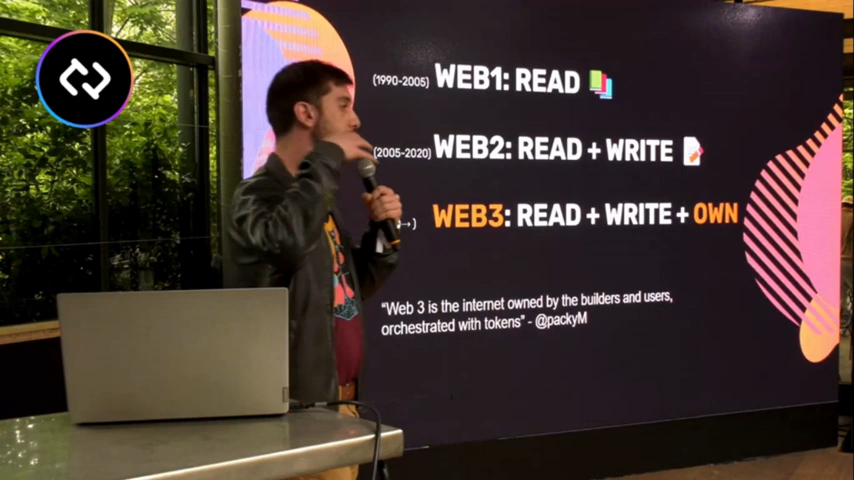 (1990-2005) WEB1: READ
(2005-2020) WEB2: READ + WRITE
→) WEB3: READ + WRITE + OWN
“Web 3 is the internet owned by the builders and users,
orchestrated with tokens” - @packyM